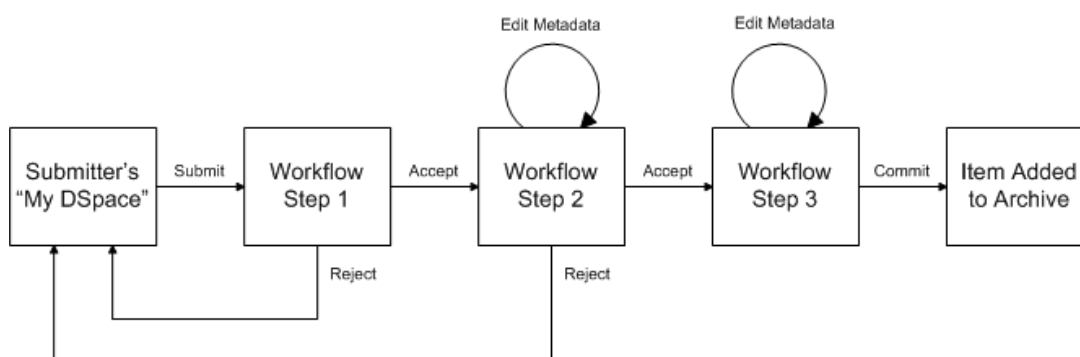 Edit Metadata
Edit Metadata
Submitter's
“My DSpace”
Submit
Workflow
Step 1
Accept
Workflow
Step 2
Accept
Workflow
Step 3
Commit
Item Added
to Archive
Reject
Reject